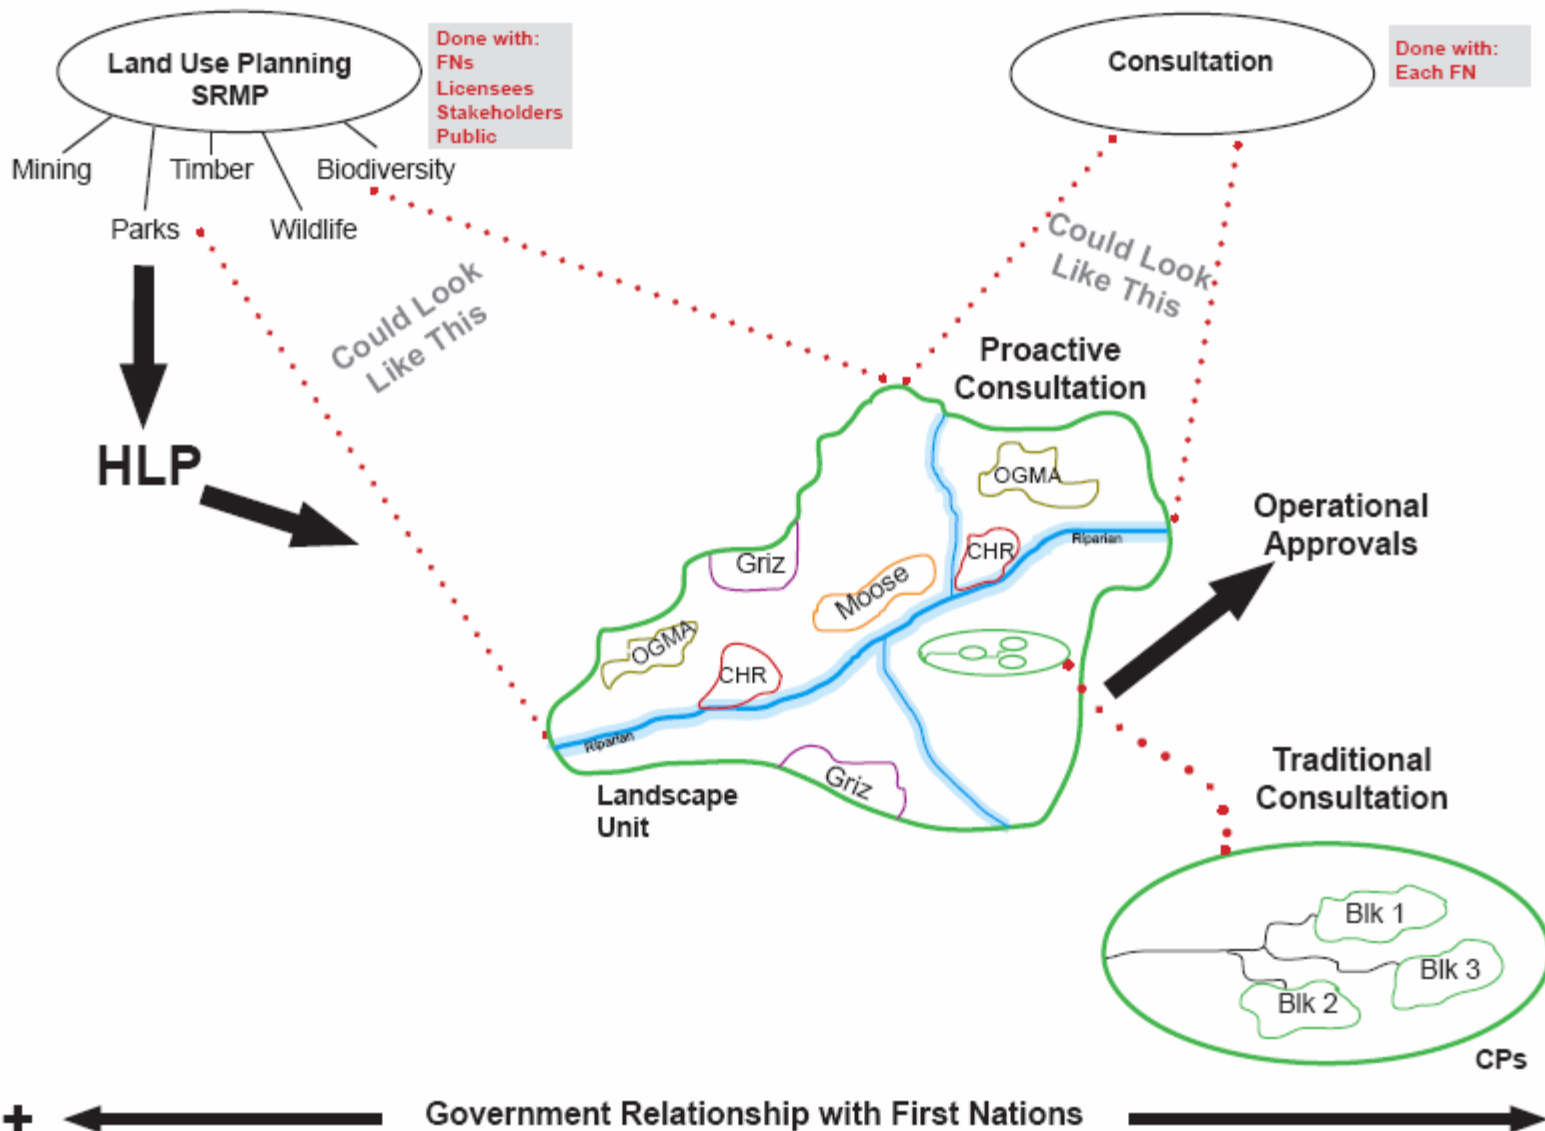 Land Use Planning
SRMP
Done with:
FNs
Licensees
Stakeholders
Public
Consultation
Done with:
Each FN
Mining
Timber
Biodiversity
Parks
Wildlife
Could Look
Like This
Could Look
Like This
HLP
Proactive
Consultation
OGMA
CHR
Riparian
Griz
Moose
OGMA
CHR
Riparian
Griz
Landscape
Unit
Operational
Approvals
Traditional
Consultation
Blk 1
Blk 3
Blk 2
CPs
+ Government Relationship with First Nations